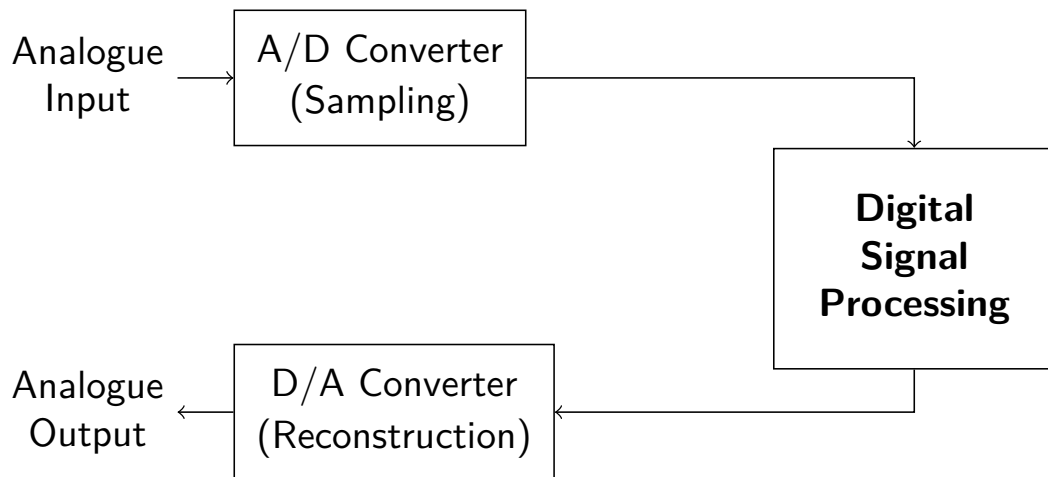 Analogue
Input
A/D Converter
(Sampling)
Digital
Signal
Processing
D/A Converter
(Reconstruction)
Analogue
Output